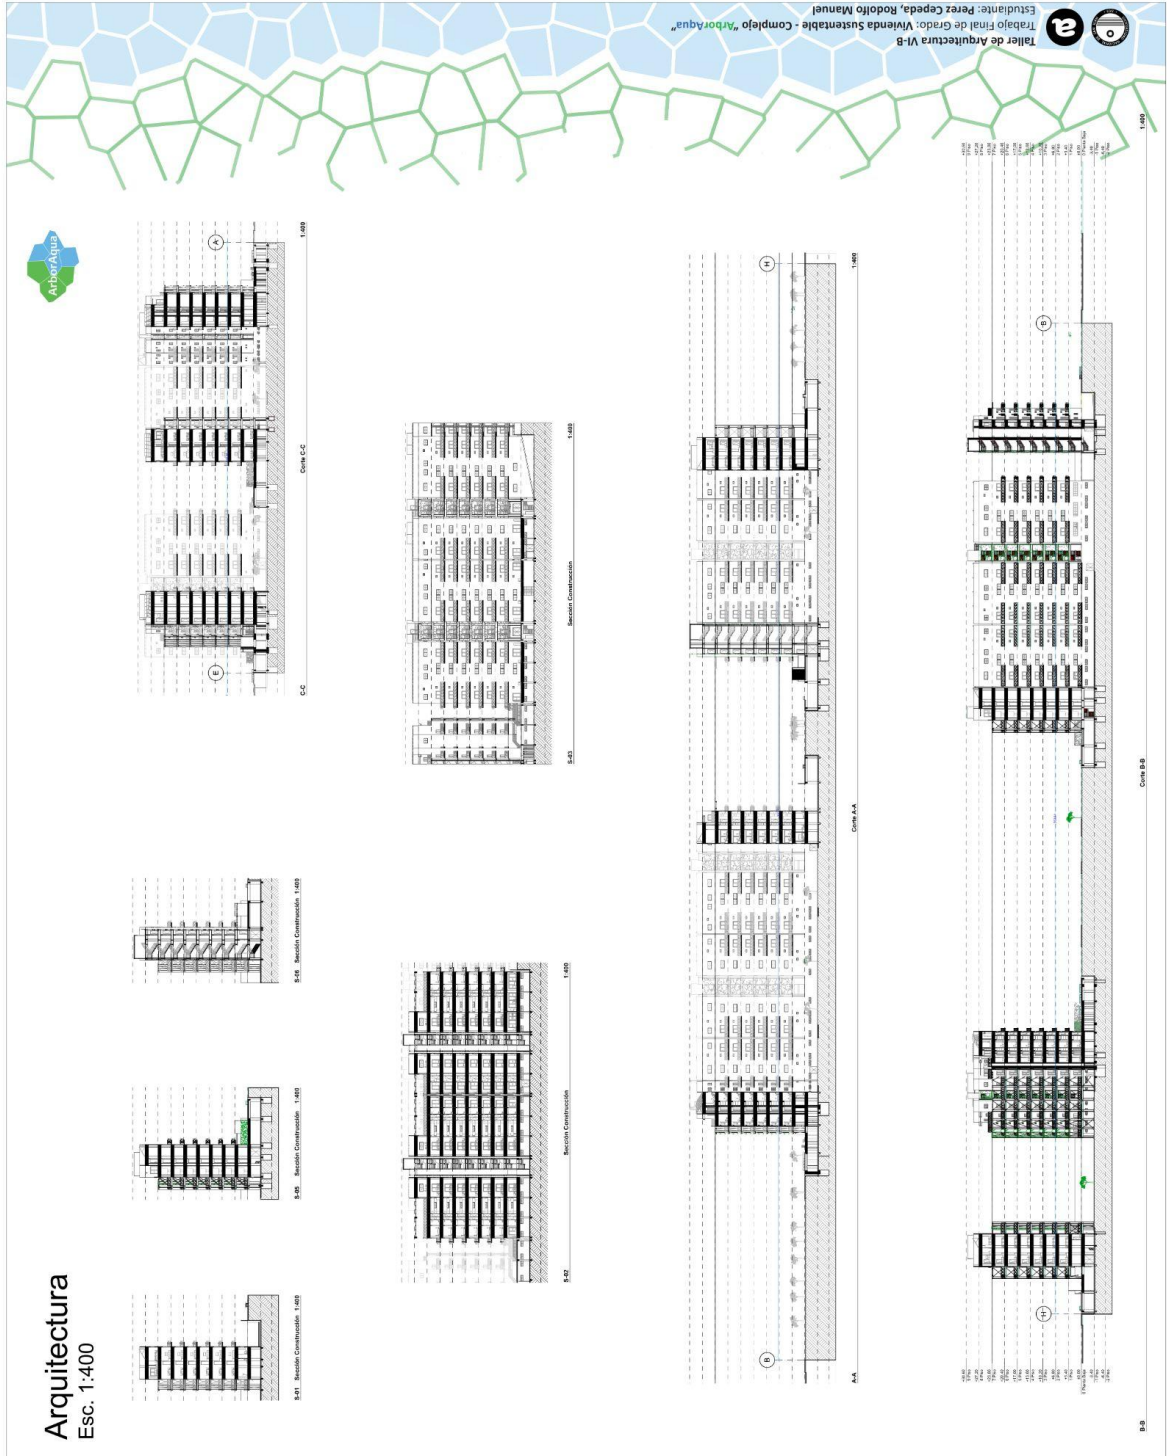 Arquitectura
Esc. 1:400
ArborAqua
Taller de Arquitectura VI-B
Trabajo Final de Grado: Vivienda Sustentable - Complejo "ArborAqua"
Estudiante: Perez Cepeda, Rodolfo Manuel
a
S-01 Sección Construcción 1:400
S-05 Sección Construcción 1:400
S-06 Sección Construcción 1:400
E
A
C-C Corte C-C 1:400
S-02 Sección Construcción 1:400
S-03 Sección Construcción 1:400
B
H
A-A Corte A-A 1:400
H
B
B-B Corte B-B 1:400